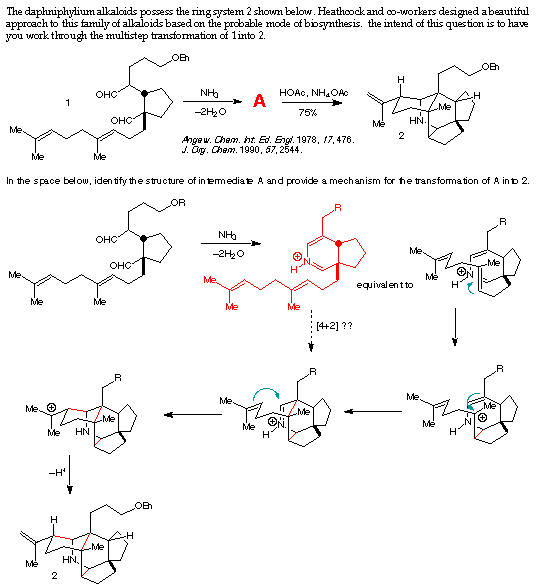 The daphniphylium alkaloids possess the ring system 2 shown below. Heathcock and co-workers designed a beautiful
approach to this family of alkaloids based on the probable mode of biosynthesis. the intend of this question is to have
you work through the multistep transformation of 1 into 2.
OBn
OHC
OHC
1
Me
Me
Me
NH3
−2H2O
A
HOAc, NH4OAc
75%
Angew. Chem. Int. Ed. Engl. 1978, 17, 476.
J. Org. Chem. 1990, 57, 2544.
OBn
H
H
Me
HN
Me
2
In the space below, identify the structure of intermediate A and provide a mechanism for the transformation of A into 2.
OR
OHC
OHC
Me
Me
Me
NH3
−2H2O
R
H
N
⊕
Me
Me
Me
equivalent to
R
Me
Me
Me
N
H
⊕
[4+2] ??
R
Me
Me
⊕
Me
HN
R
Me
Me
Me
⊕
N
H
R
Me
Me
Me
N
H
⊕
−H+
OBn
H
H
Me
HN
Me
2